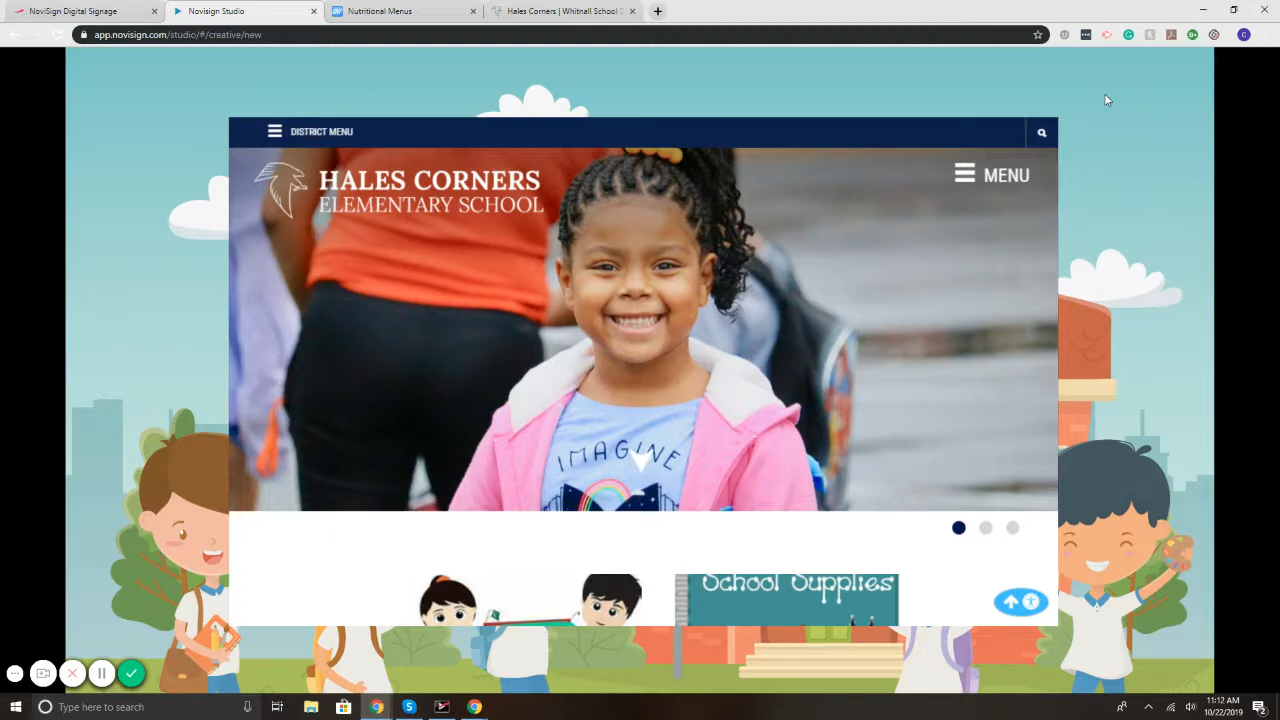 NoviSign Digital Signage
Novisign Studio
Nutritional Menus
Hales Corners | Whitnall School D
app.novisign.com/studio/#/creative/new
DISTRICT MENU
HALES CORNERS
ELEMENTARY SCHOOL
MENU
IMAGINE
School Supplies
Type here to search
11:12 AM
10/22/2019